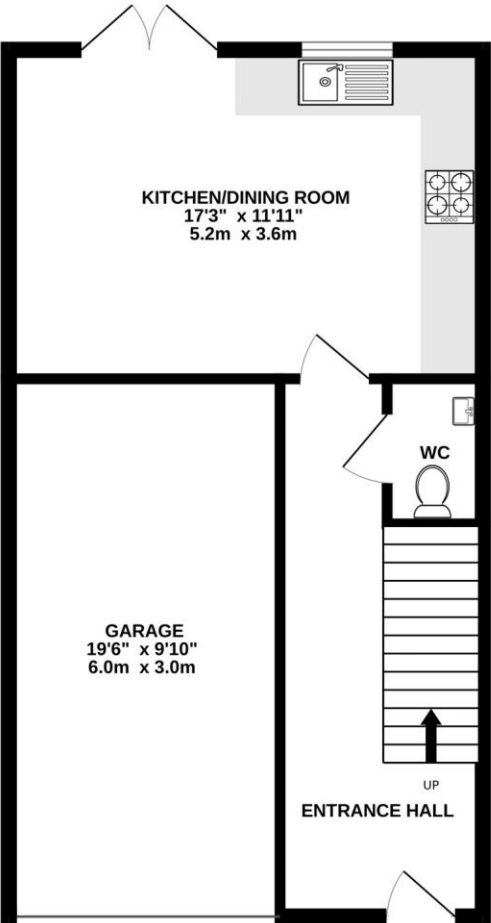 KITCHEN/DINING ROOM
17'3" x 11'11"
5.2m x 3.6m
WC
GARAGE
19'6" x 9'10"
6.0m x 3.0m
UP
ENTRANCE HALL